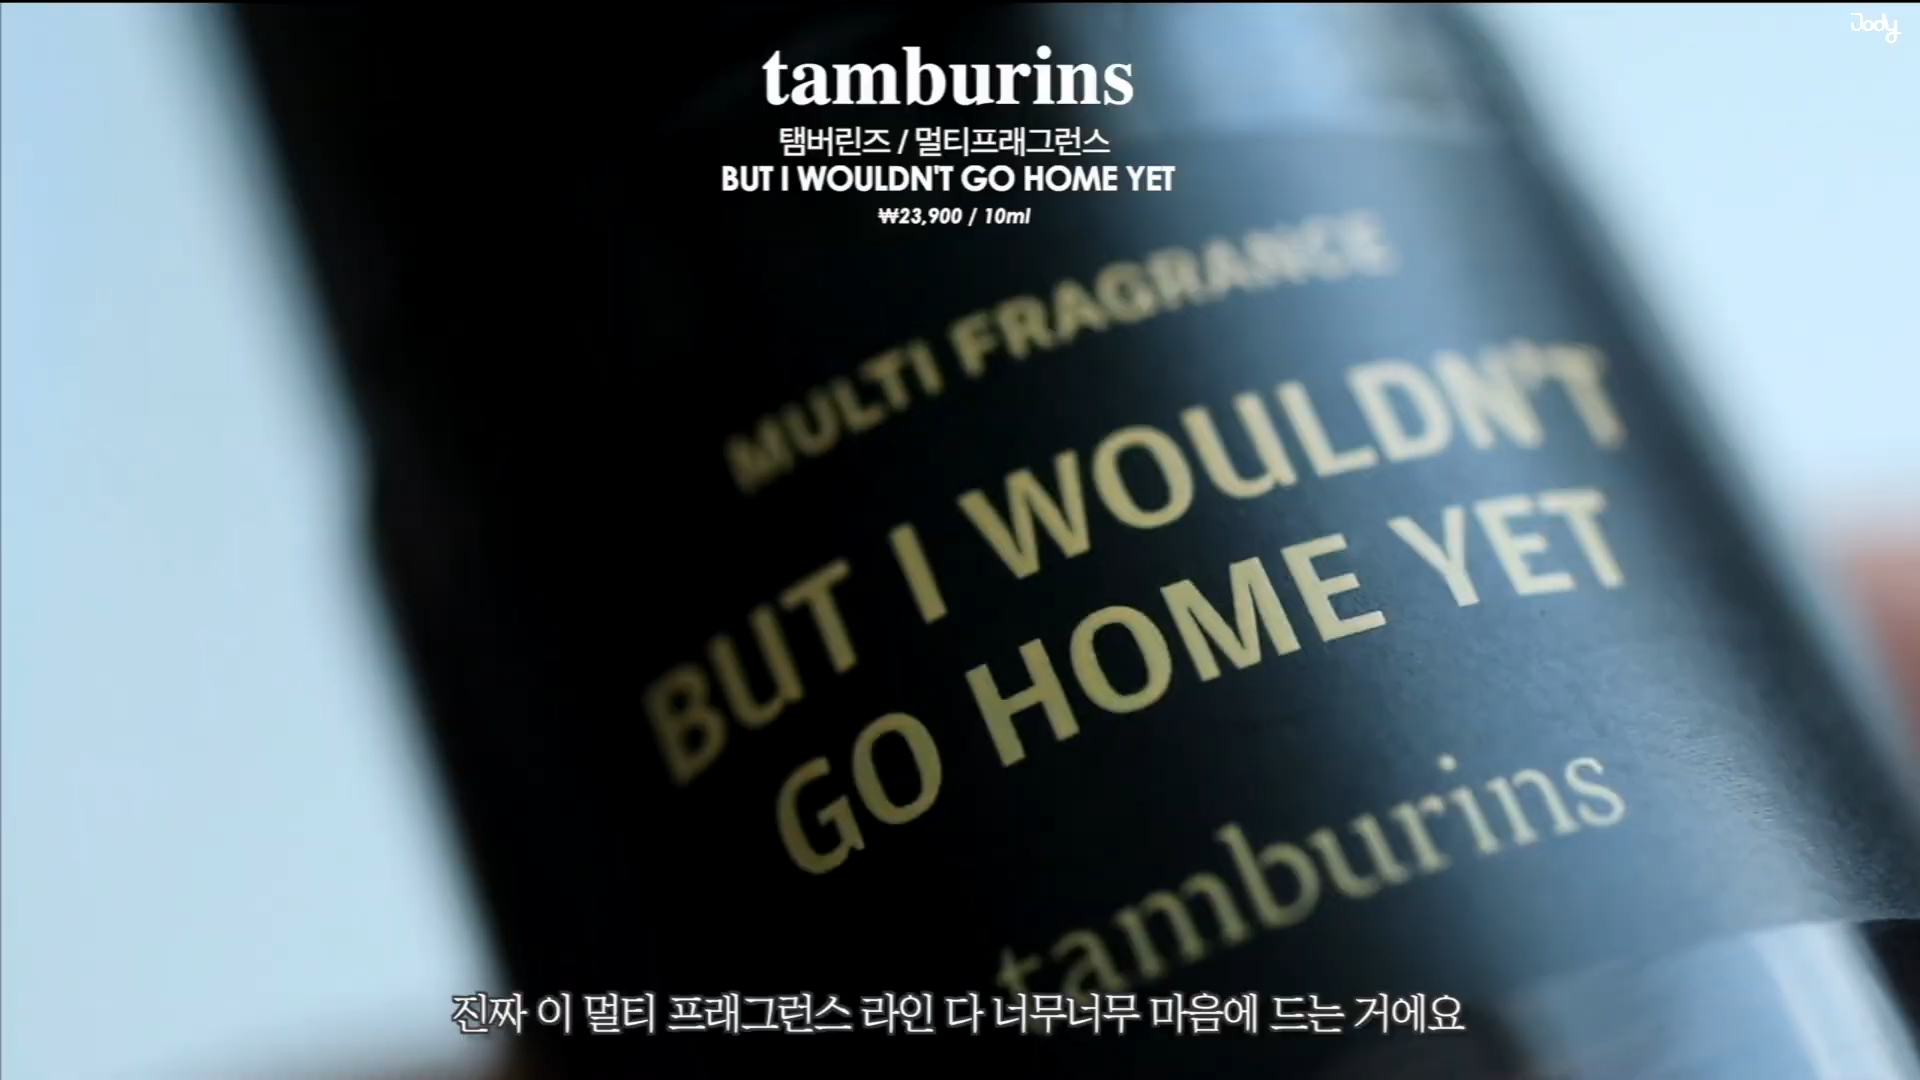 Jody
tamburins
탬버린즈 / 멀티프래그런스
BUT I WOULDN'T GO HOME YET
₩23,900 / 10ml
MULTI FRAGRANCE
BUT I WOULDN'T
GO HOME YET
tamburins
진짜 이 멀티 프래그런스 라인 다 너무너무 마음에 드는 거에요